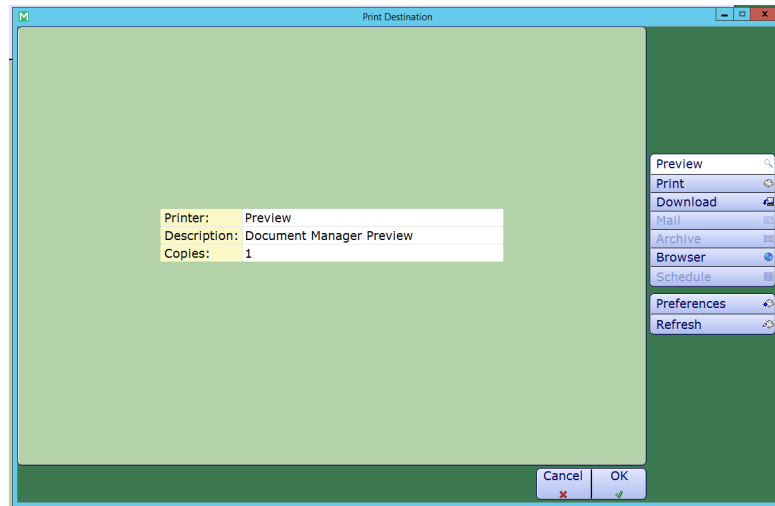 M
Print Destination
Preview
Print
Download
Mail
Archive
Browser
Schedule
Preferences
Refresh
Printer: Preview
Description: Document Manager Preview
Copies: 1
Cancel OK